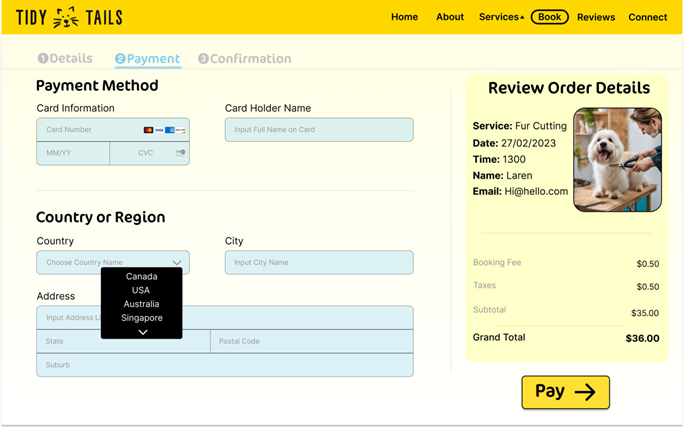 TIDY TAILS
Home About Services Book Reviews Connect
1 Details 2 Payment 3 Confirmation
Payment Method
Card Information
Card Number
VISA
MM/YY
CVC
Card Holder Name
Input Full Name on Card
Country or Region
Country
Choose Country Name
Canada
USA
Australia
Singapore
City
Input City Name
Address
Input Address Li
State
Postal Code
Suburb
Review Order Details
Service: Fur Cutting
Date: 27/02/2023
Time: 1300
Name: Laren
Email: Hi@hello.com
Booking Fee $0.50
Taxes $0.50
Subtotal $35.00
Grand Total $36.00
Pay